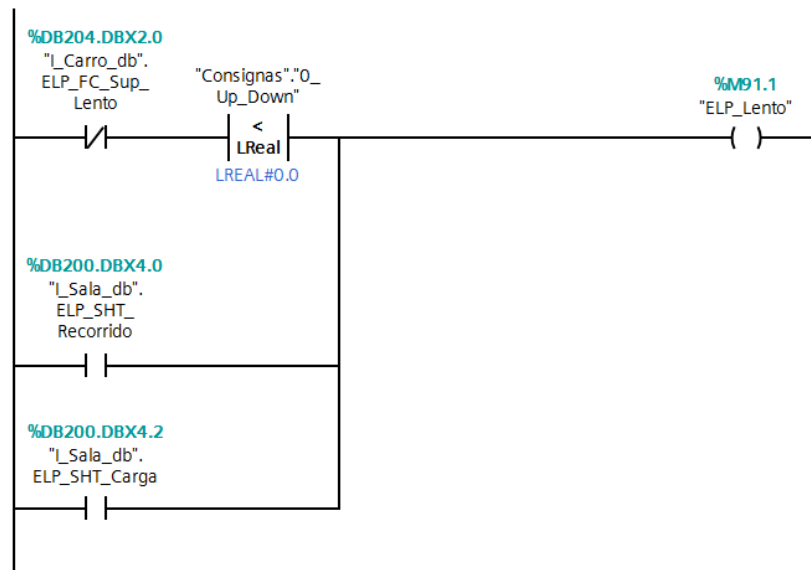 %DB204.DBX2.0
"I_Carro_db".
ELP_FC_Sup_
Lento
"Consignas"."0_
Up_Down"
<
LReal
LREAL#0.0
%M91.1
"ELP_Lento"
%DB200.DBX4.0
"I_Sala_db".
ELP_SHT_
Recorrido
%DB200.DBX4.2
"I_Sala_db".
ELP_SHT_Carga